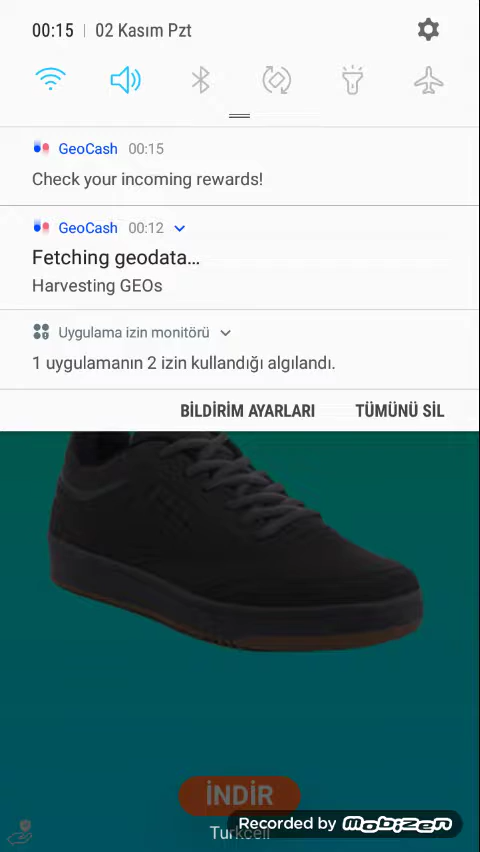 00:15 | 02 Kasım Pzt
GeoCash 00:15
Check your incoming rewards!
GeoCash 00:12
Fetching geodata...
Harvesting GEOs
Uygulama izin monitörü
1 uygulamanın 2 izin kullandığı algılandı.
BİLDİRİM AYARLARI TÜMÜNÜ SİL
İNDİR
Recorded by MOBIZEN
Turkcell